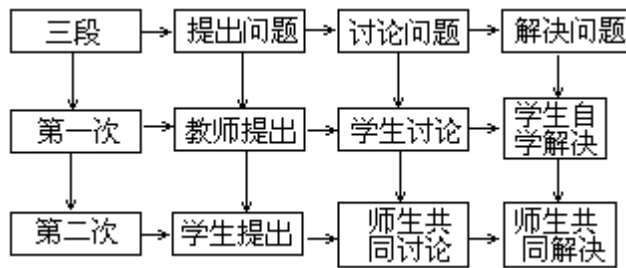 三段
提出问题
讨论问题
解决问题
第一次
教师提出
学生讨论
学生自
学解决
第二次
学生提出
师生共
同讨论
师生共
同解决